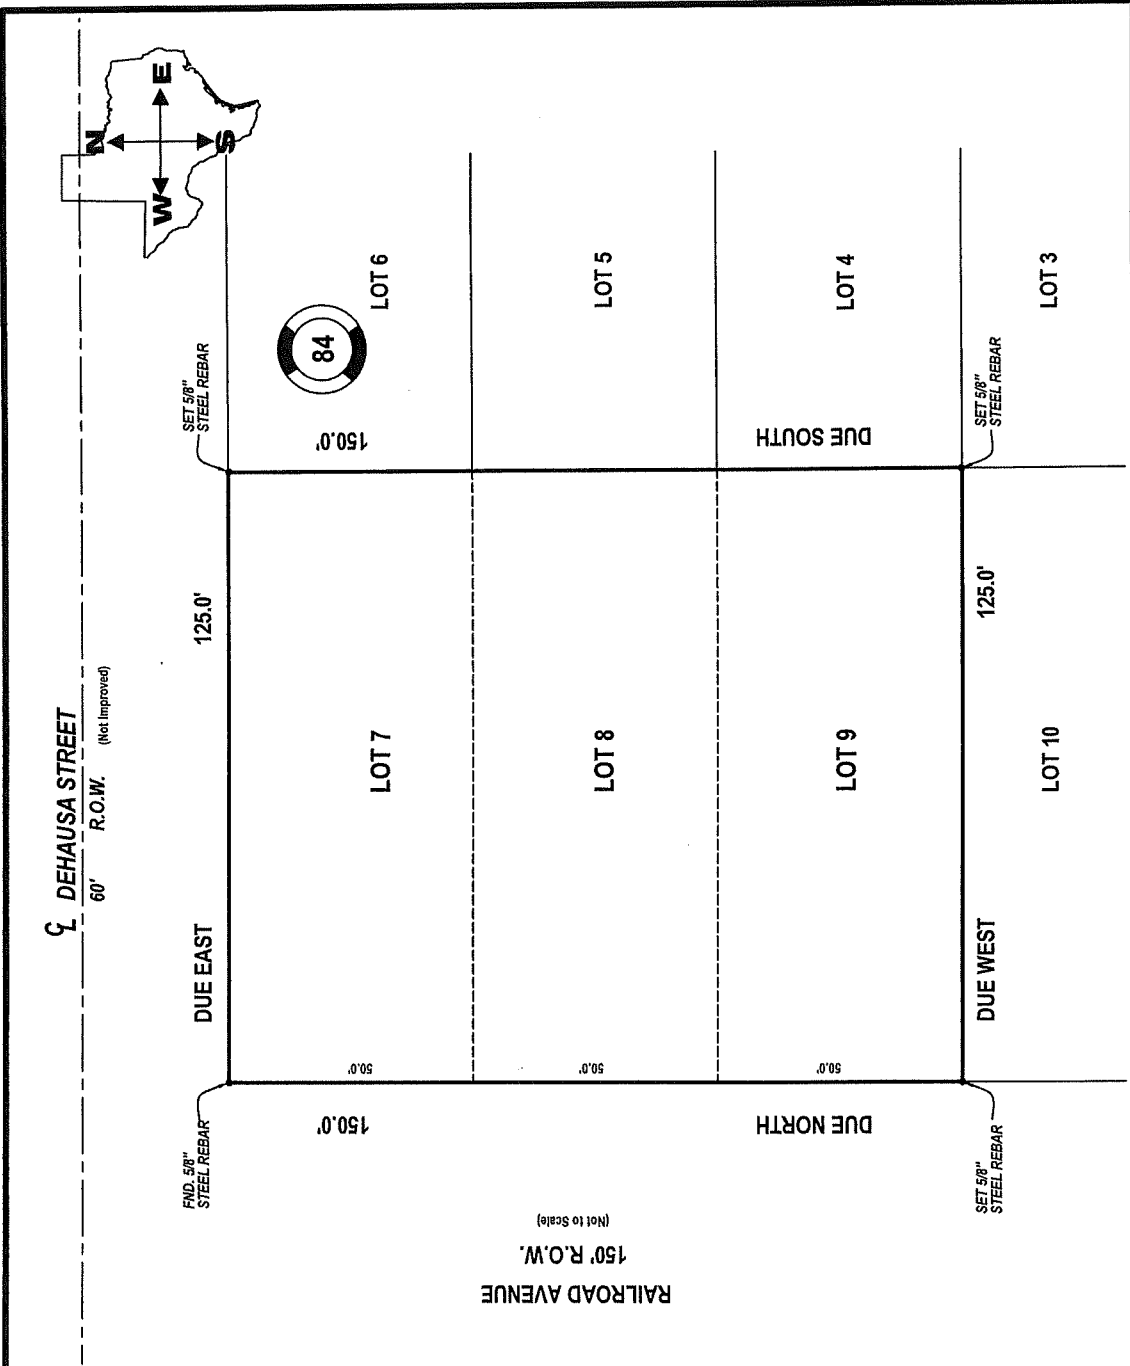 N
W
E
S
℄ DEHAUSA STREET
60' R.O.W. (Not Improved)
FND. 5/8"
STEEL REBAR
DUE EAST
125.0'
SET 5/8"
STEEL REBAR
RAILROAD AVENUE
150' R.O.W.
(Not to Scale)
150.0'
DUE NORTH
50.0'
50.0'
50.0'
LOT 7
LOT 8
LOT 9
LOT 10
150.0'
DUE SOUTH
84
LOT 6
LOT 5
LOT 4
LOT 3
SET 5/8"
STEEL REBAR
DUE WEST
125.0'
SET 5/8"
STEEL REBAR